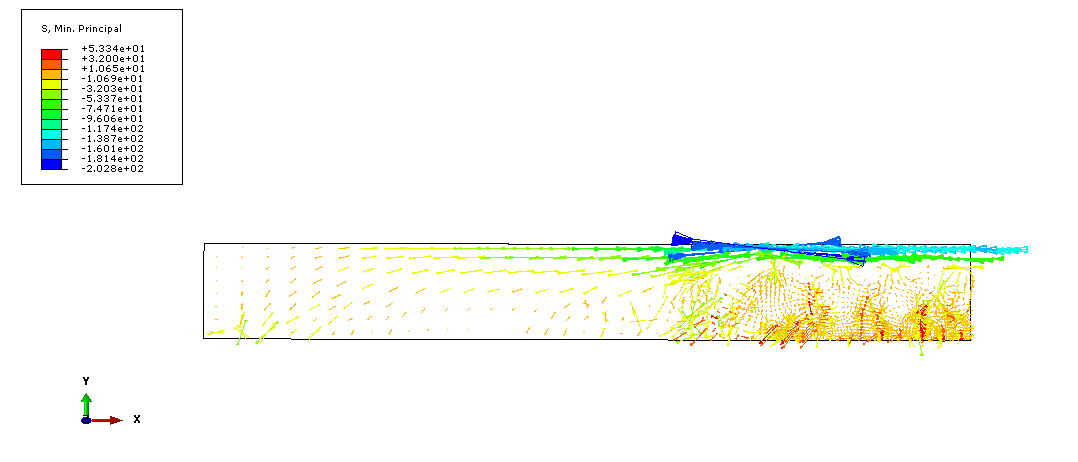 S, Min. Principal
+5.334e+01
+3.200e+01
+1.065e+01
-1.069e+01
-3.203e+01
-5.337e+01
-7.471e+01
-9.606e+01
-1.174e+02
-1.387e+02
-1.601e+02
-1.814e+02
-2.028e+02
Y
X